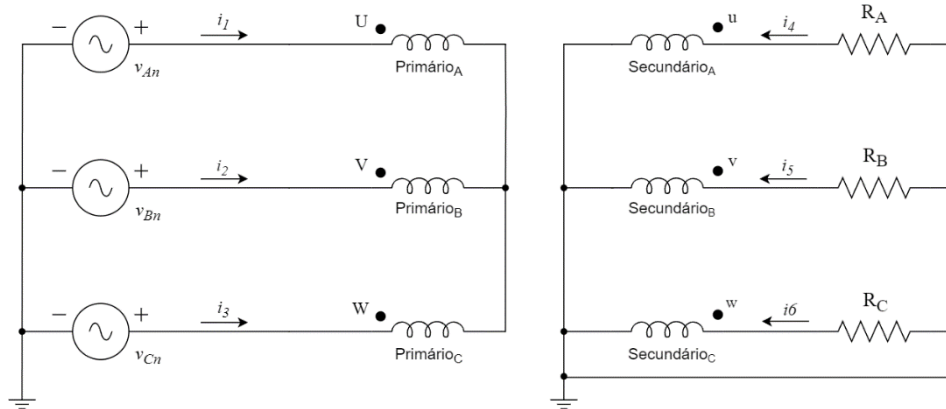 − + i₁ U u i₄ R_A
v_An Primário_A Secundário_A
− + i₂ V v i₅ R_B
v_Bn Primário_B Secundário_B
− + i₃ W w i6 R_C
v_Cn Primário_C Secundário_C